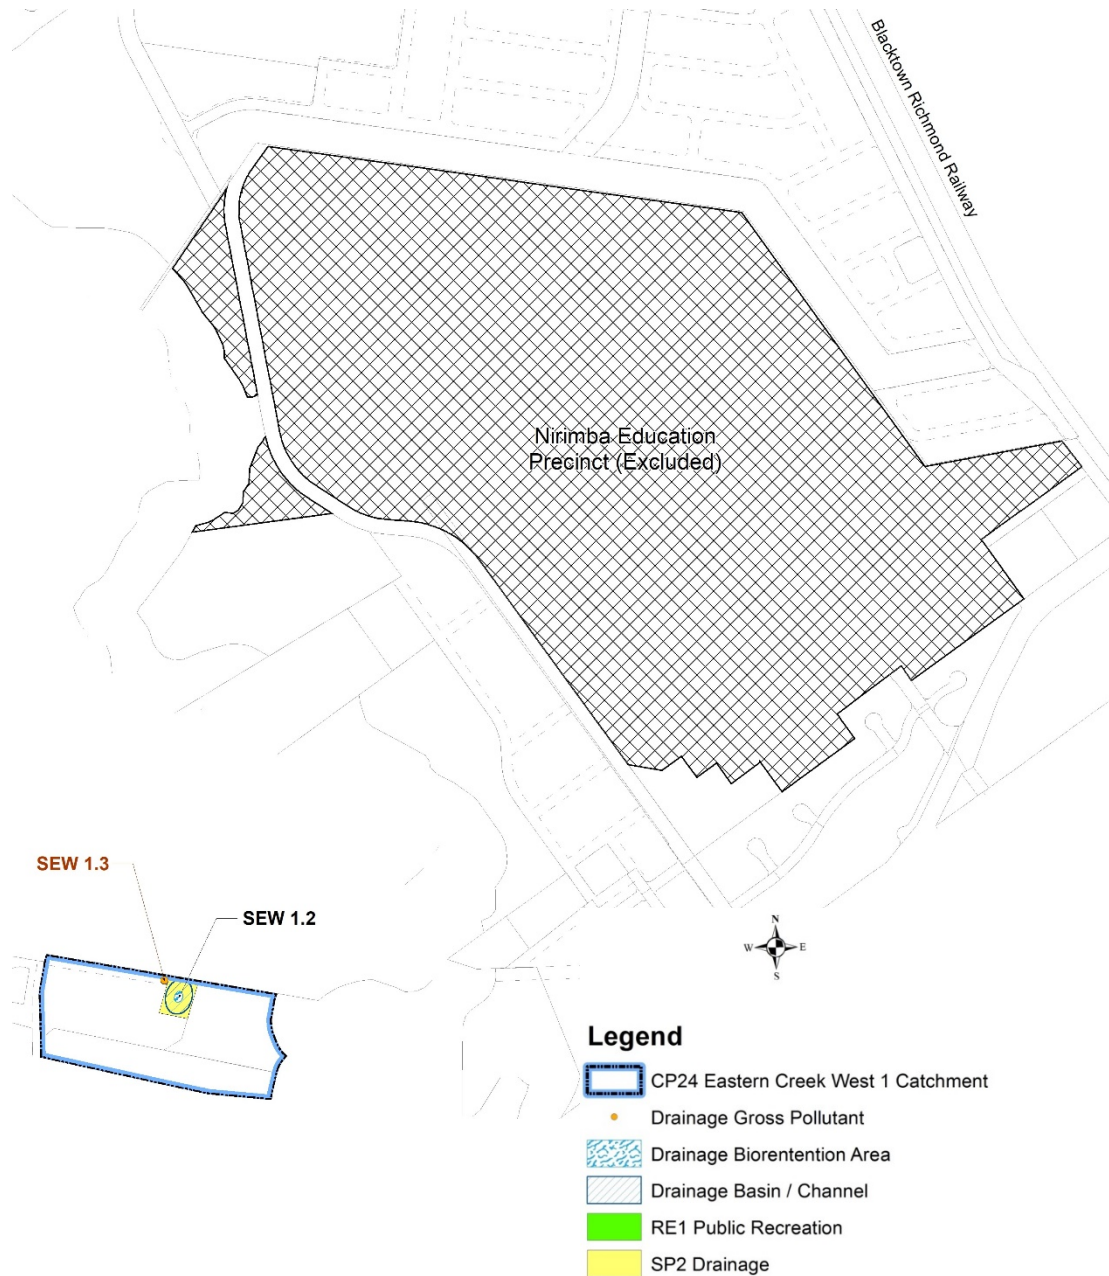 Blacktown Richmond Railway
Nirimba Education
Precinct (Excluded)
SEW 1.3
SEW 1.2
N
W E
S
Legend
CP24 Eastern Creek West 1 Catchment
Drainage Gross Pollutant
Drainage Biorentention Area
Drainage Basin / Channel
RE1 Public Recreation
SP2 Drainage